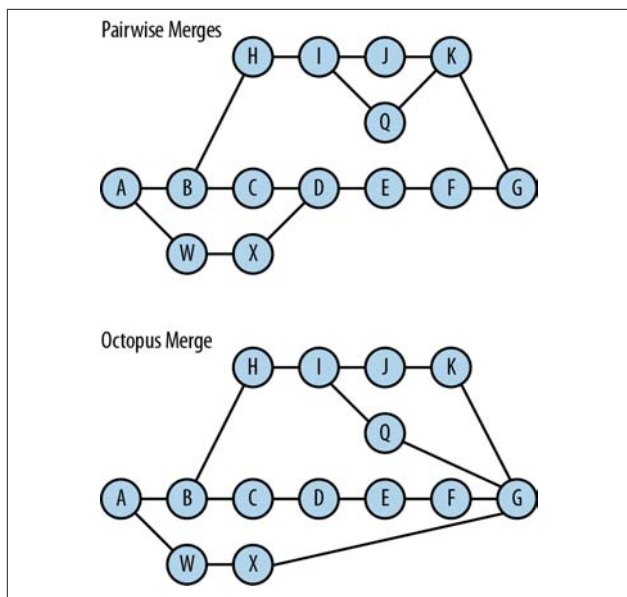 Pairwise Merges
H I J K
Q
A B C D E F G
W X
Octopus Merge
H I J K
Q
A B C D E F G
W X